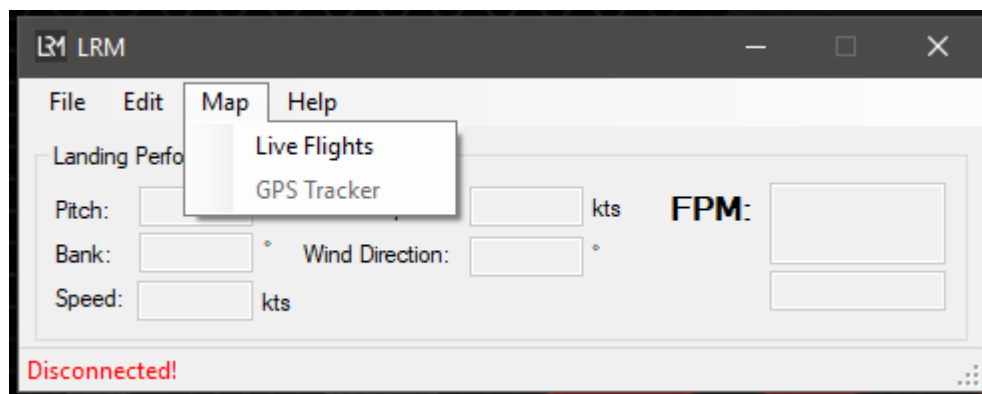 LRM LRM
File Edit Map Help
Live Flights
GPS Tracker
Landing
Pitch: kts FPM:
Bank: ° Wind Direction: °
Speed: kts
Disconnected!